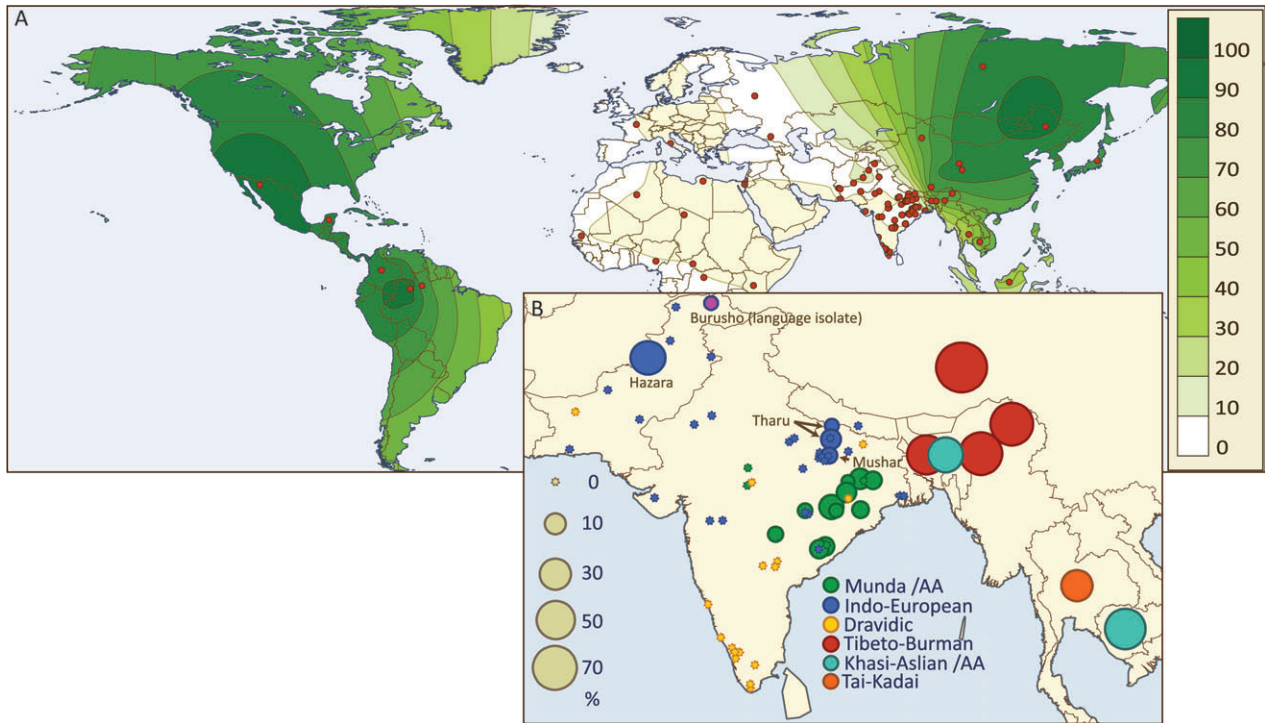 A
100
90
80
70
60
50
40
30
20
10
0
B
Burusho (language isolate)
Hazara
Tharu
Mushar
0
10
30
50
70
%
Munda /AA
Indo-European
Dravidic
Tibeto-Burman
Khasi-Aslian /AA
Tai-Kadai